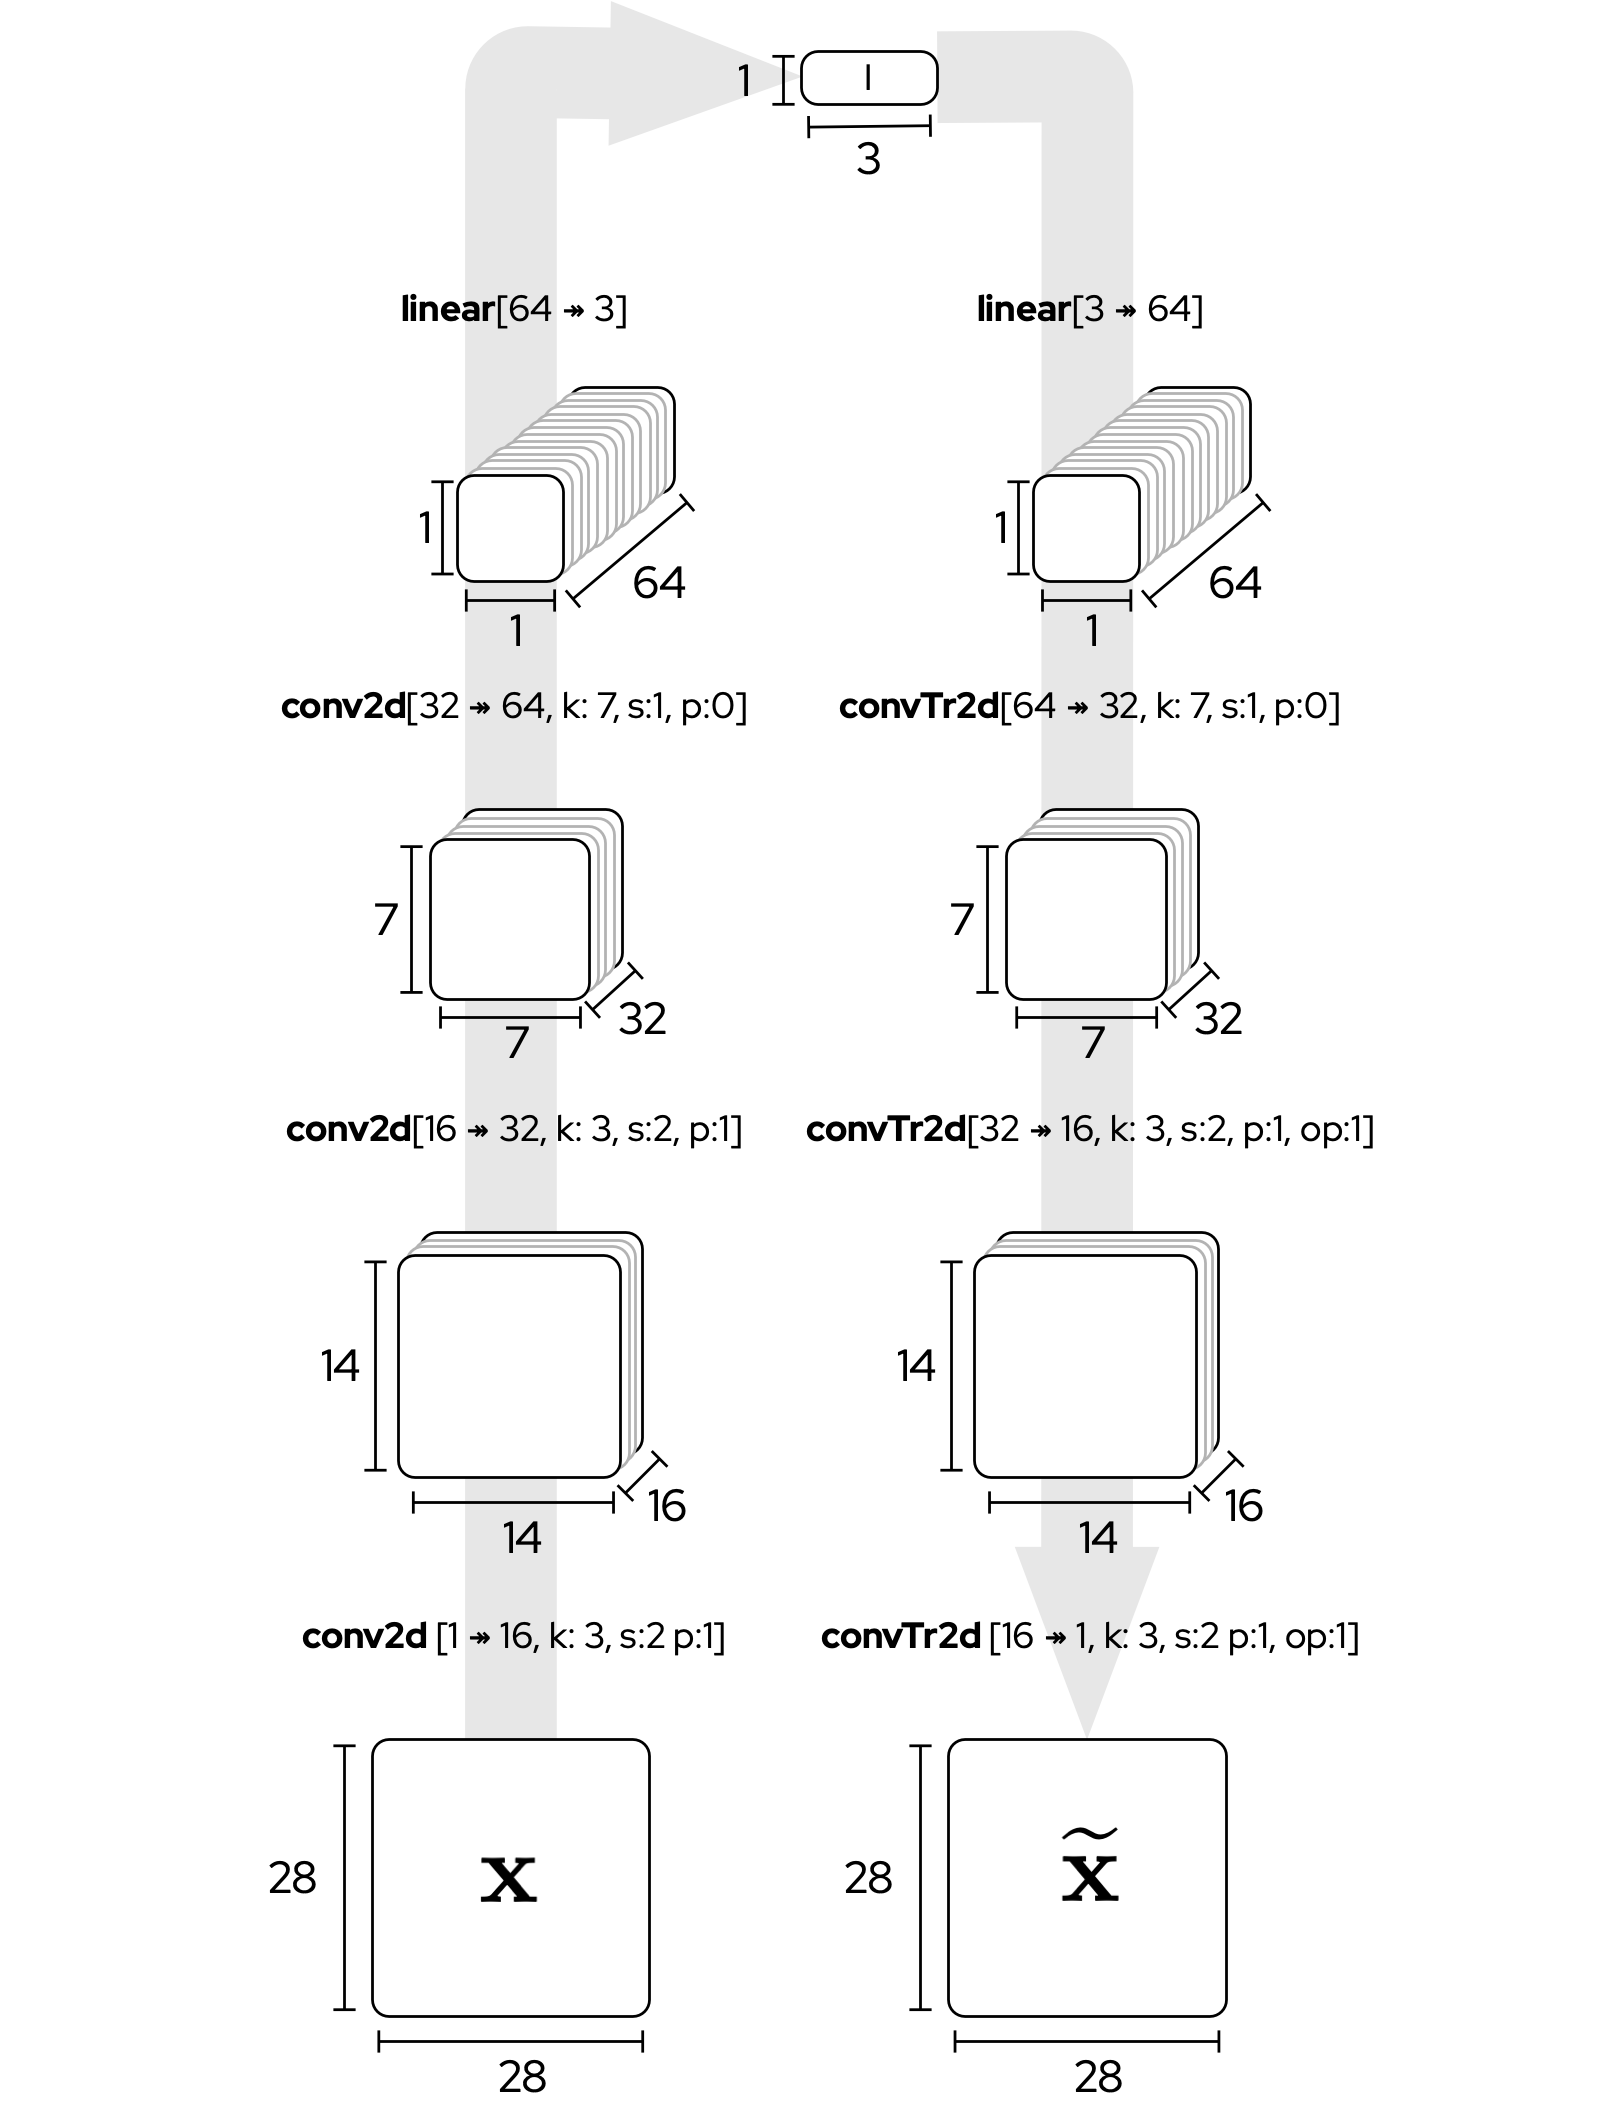 1
l
3
linear[64 ↠ 3]
linear[3 ↠ 64]
1
64
1
1
64
1
conv2d[32 ↠ 64, k: 7, s:1, p:0]
convTr2d[64 ↠ 32, k: 7, s:1, p:0]
7
32
7
7
32
7
conv2d[16 ↠ 32, k: 3, s:2, p:1]
convTr2d[32 ↠ 16, k: 3, s:2, p:1, op:1]
14
16
14
14
16
14
conv2d [1 ↠ 16, k: 3, s:2 p:1]
convTr2d [16 ↠ 1, k: 3, s:2 p:1, op:1]
28
x
28
28
x̃
28